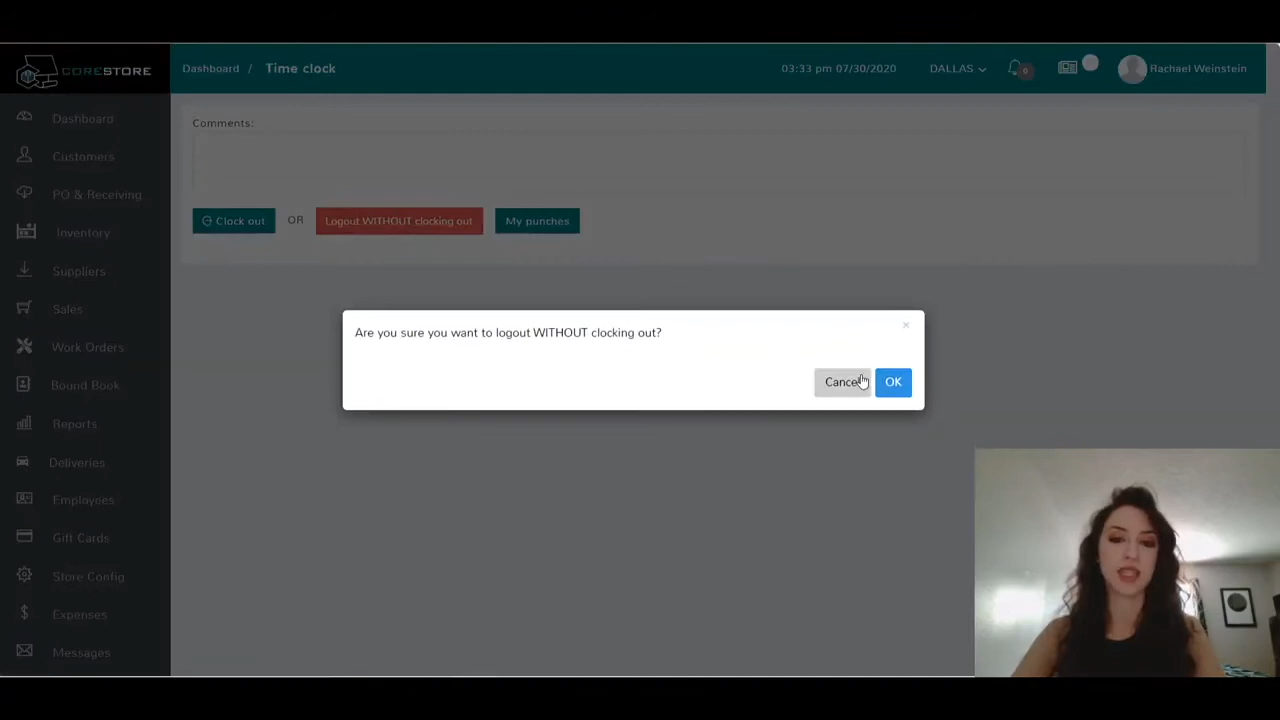 CORESTORE
Dashboard / Time clock
03:33 pm 07/30/2020
DALLAS
0
Rachael Weinstein
Dashboard
Customers
PO & Receiving
Inventory
Suppliers
Sales
Work Orders
Bound Book
Reports
Deliveries
Employees
Gift Cards
Store Config
Expenses
Messages
Comments:
Clock out OR Logout WITHOUT clocking out My punches
Are you sure you want to logout WITHOUT clocking out?
×
Cancel OK